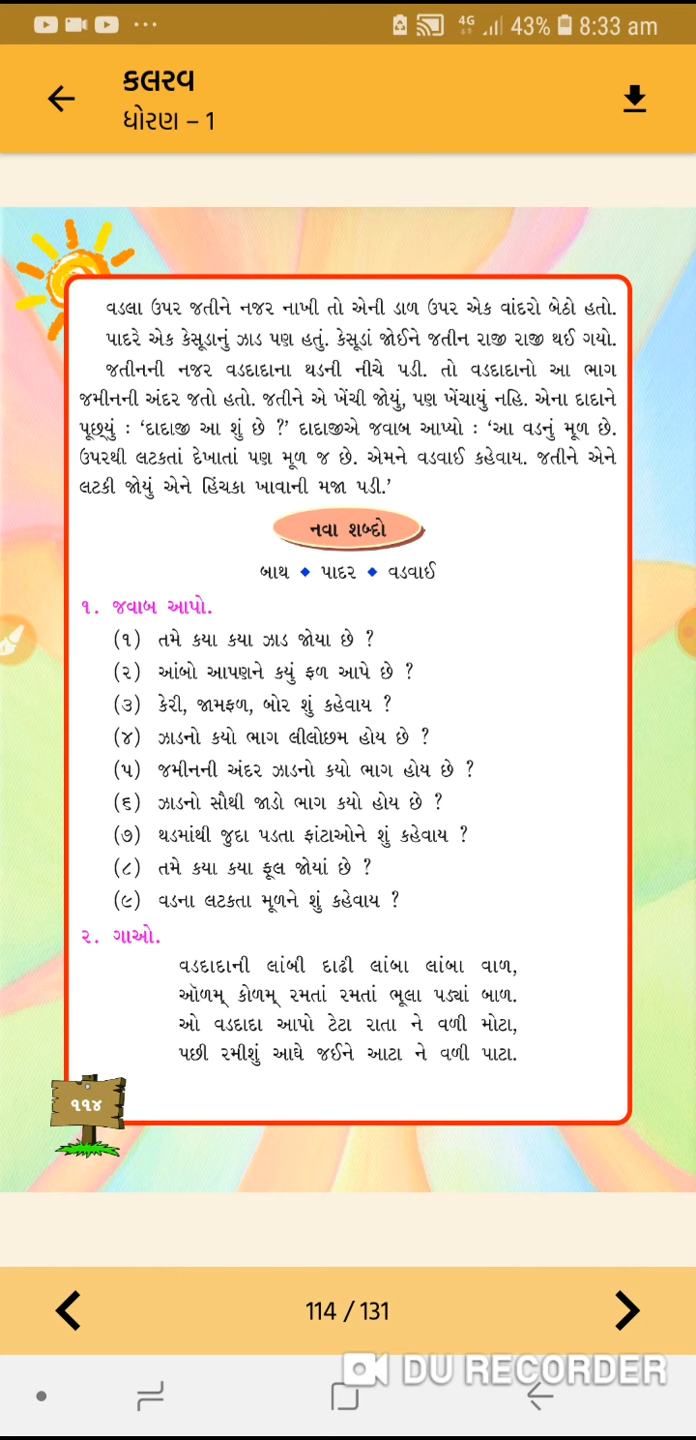 ... 4G 43% 8:33 am
કલરવ
ધોરણ – 1
વડલા ઉપર જતીને નજર નાખી તો એની ડાળ ઉપર એક વાંદરો બેઠો હતો.
પાદરે એક કેસૂડાનું ઝાડ પણ હતું. કેસૂડાં જોઈને જતીન રાજી રાજી થઈ ગયો.
જતીનની નજર વડદાદાના થડની નીચે પડી. તો વડદાદાનો આ ભાગ
જમીનની અંદર જતો હતો. જતીને એ ખેંચી જોયું, પણ ખેંચાયું નહિ. એના દાદાને
પૂછ્યું : ‘દાદાજી આ શું છે ?’ દાદાજીએ જવાબ આપ્યો : ‘આ વડનું મૂળ છે.
ઉપરથી લટકતાં દેખાતાં પણ મૂળ જ છે. એમને વડવાઈ કહેવાય. જતીને એને
લટકી જોયું એને હિંચકા ખાવાની મજા પડી.’
નવા શબ્દો
બાથ ◆ પાદર ◆ વડવાઈ
૧. જવાબ આપો.
(૧) તમે કયા કયા ઝાડ જોયા છે ?
(૨) આંબો આપણને કયું ફળ આપે છે ?
(૩) કેરી, જામફળ, બોર શું કહેવાય ?
(૪) ઝાડનો કયો ભાગ લીલોછમ હોય છે ?
(૫) જમીનની અંદર ઝાડનો કયો ભાગ હોય છે ?
(૬) ઝાડનો સૌથી જાડો ભાગ કયો હોય છે ?
(૭) થડમાંથી જુદા પડતા ફાંટાઓને શું કહેવાય ?
(૮) તમે કયા કયા ફૂલ જોયાં છે ?
(૯) વડના લટકતા મૂળને શું કહેવાય ?
૨. ગાઓ.
વડદાદાની લાંબી દાઢી લાંબા લાંબા વાળ,
ઓળમ્ કોળમ્ રમતાં રમતાં ભૂલા પડ્યાં બાળ.
ઓ વડદાદા આપો ટેટા રાતા ને વળી મોટા,
પછી રમીશું આઘે જઈને આટા ને વળી પાટા.
૧૧૪
114 / 131
DU RECORDER